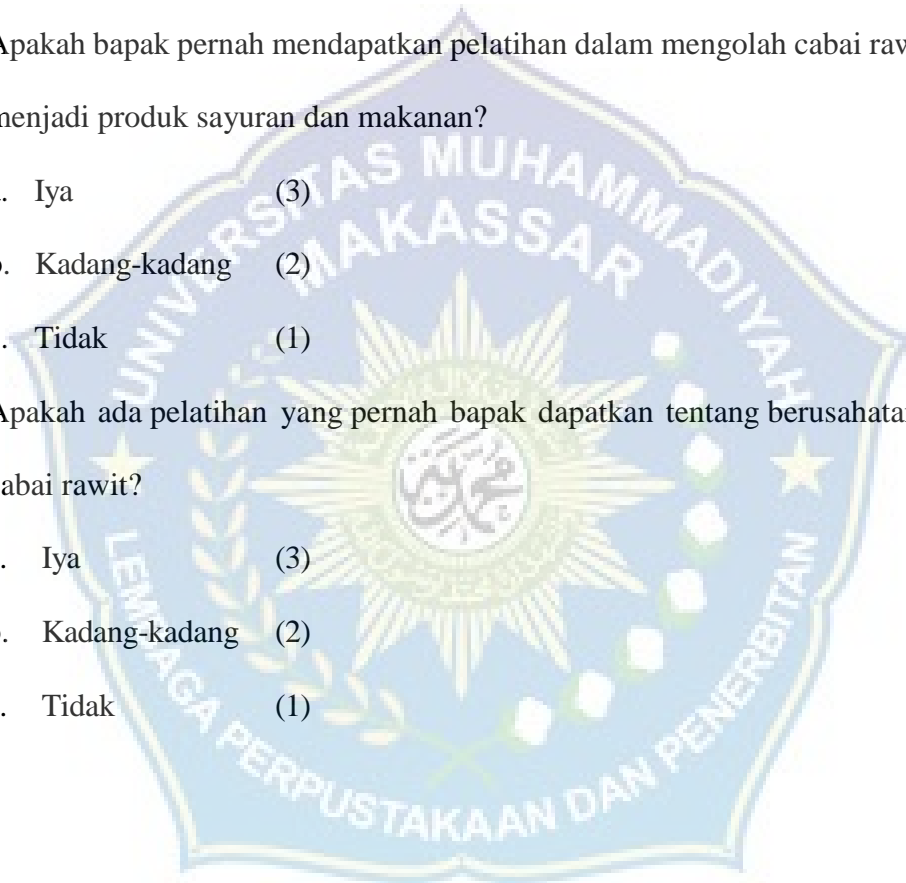 Apakah bapak pernah mendapatkan pelatihan dalam mengolah cabai
menjadi produk sayuran dan makanan?
Iya (3)
Kadang-kadang (2)
Tidak (1)
Apakah ada pelatihan yang pernah bapak dapatkan tentang
cabai rawit?
Iya (3)
Kadang-kadang (2)
Tidak (1)
UNIVERSITAS MUHAMMADIYAH
MAKASSAR
LEMBAGA PERPUSTAKAAN DAN PENERBITAN